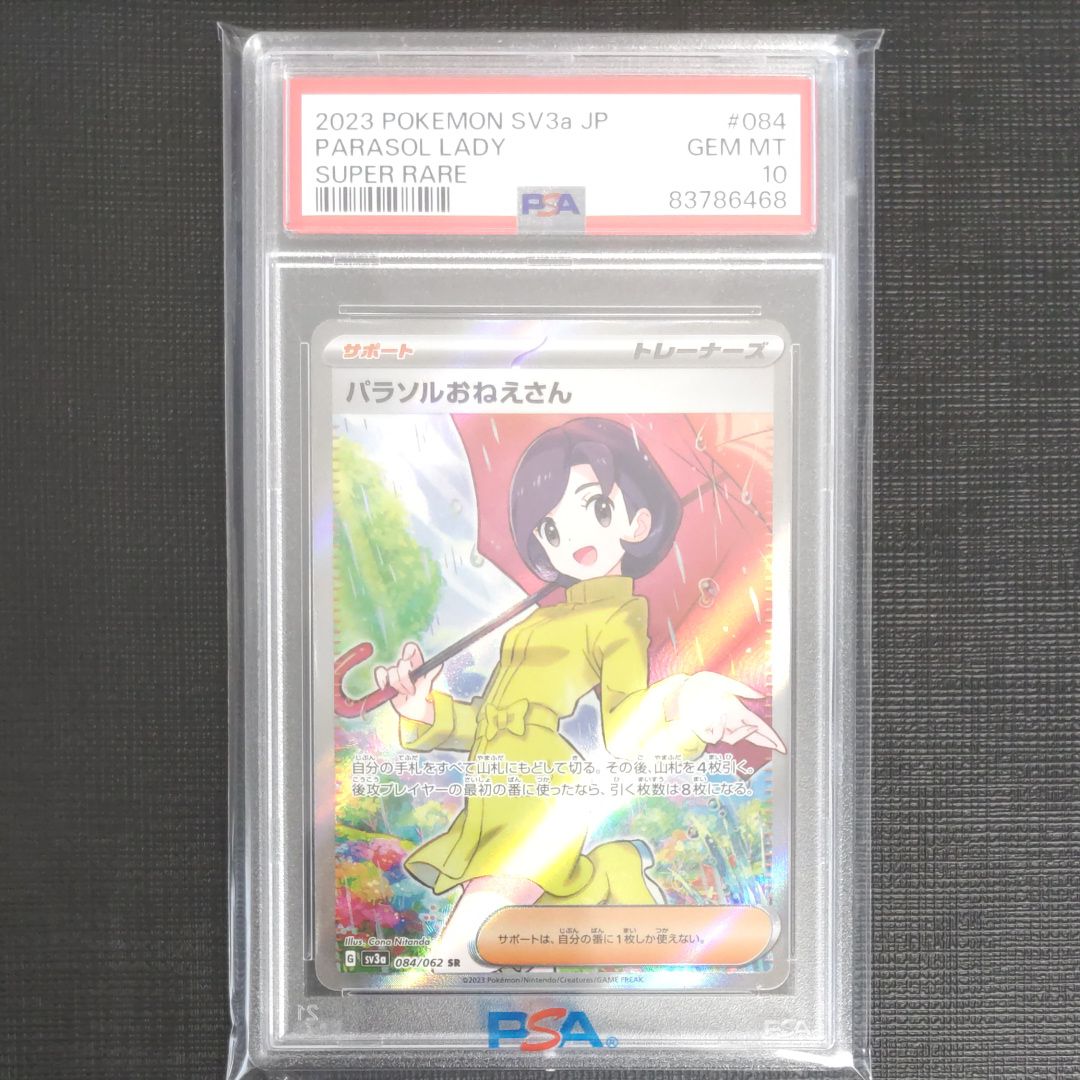 2023 POKEMON SV3a JP #084
PARASOL LADY GEM MT
SUPER RARE 10
PSA 83786468
サポート トレーナーズ
パラソルおねえさん
自分の手札をすべて山札にもどして切る。その後、山札を4枚引く。
後攻プレイヤーの最初の番に使ったなら、引く枚数は8枚になる。
サポートは、自分の番に1枚しか使えない。
Illus. Cona Nitanda
G sv3a 084/062 SR
©2023 Pokémon/Nintendo/Creatures/GAME FREAK
PSA®
PSA